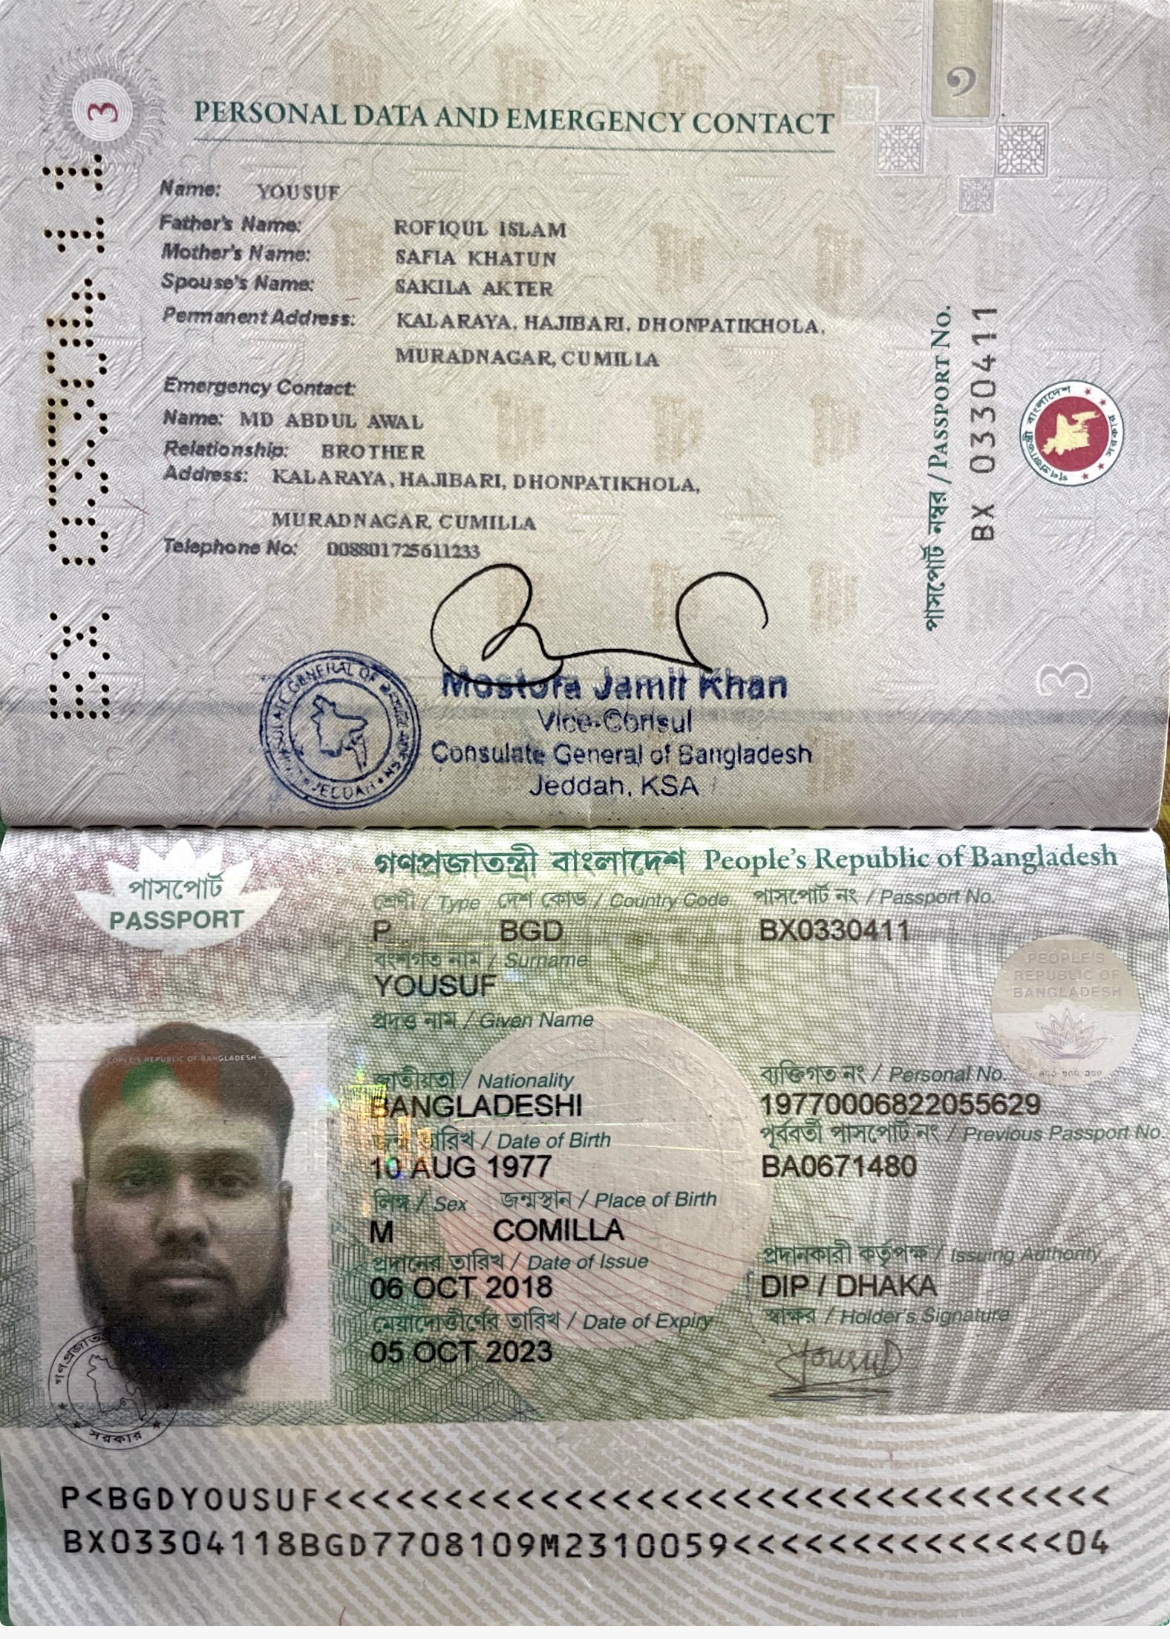 3
PERSONAL DATA AND EMERGENCY CONTACT
Name: YOUSUF
Father's Name: ROFIQUL ISLAM
Mother's Name: SAFIA KHATUN
Spouse's Name: SAKILA AKTER
Permanent Address: KALARAYA, HAJIBARI, DHONPATIKHOLA,
MURADNAGAR, CUMILLA
Emergency Contact:
Name: MD ABDUL AWAL
Relationship: BROTHER
Address: KALARAYA, HAJIBARI, DHONPATIKHOLA,
MURADNAGAR, CUMILLA
Telephone No: 008801725611233
BX 0330411
পাসপোর্ট নম্বর / PASSPORT No.
BX 0330411
গণপ্রজাতন্ত্রী বাংলাদেশ
সরকার
3
Mostofa Jamil Khan
Vice-Consul
Consulate General of Bangladesh
Jeddah, KSA
JEDDAH
গণপ্রজাতন্ত্রী বাংলাদেশ People's Republic of Bangladesh
পাসপোর্ট
PASSPORT
শ্রেণী / Type দেশ কোড / Country Code পাসপোর্ট নং / Passport No.
P BGD BX0330411
বংশগত নাম / Surname
YOUSUF
PEOPLE'S
REPUBLIC OF
BANGLADESH
প্রদত্ত নাম / Given Name
PEOPLE'S REPUBLIC OF BANGLADESH
জাতীয়তা / Nationality ব্যক্তিগত নং / Personal No.
BANGLADESHI 19770006822055629
জন্ম তারিখ / Date of Birth পূর্ববর্তী পাসপোর্ট নং / Previous Passport No
10 AUG 1977 BA0671480
লিঙ্গ / Sex জন্মস্থান / Place of Birth
M COMILLA
প্রদানের তারিখ / Date of Issue প্রদানকারী কর্তৃপক্ষ / Issuing Authority
06 OCT 2018 DIP / DHAKA
মেয়াদোত্তীর্ণের তারিখ / Date of Expiry স্বাক্ষর / Holder's Signature
05 OCT 2023 Yousuf
সরকার
P<BGDYOUSUF<<<<<<<<<<<<<<<<<<<<<<<<<<<<<<<<<
BX03304118BGD7708109M2310059<<<<<<<<<<<<<<04